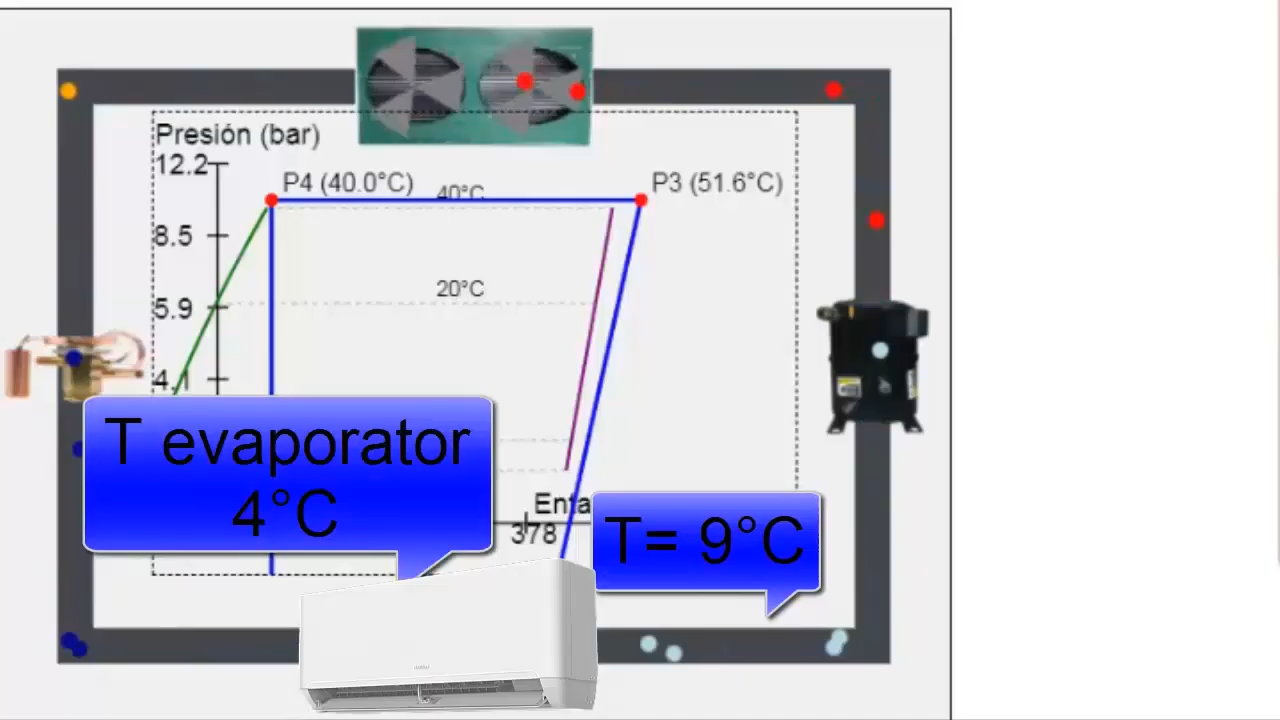 Presión (bar)
12.2
P4 (40.0°C)
40°C
P3 (51.6°C)
8.5
20°C
5.9
4.1
T evaporator
4°C
Enta
378
T= 9°C